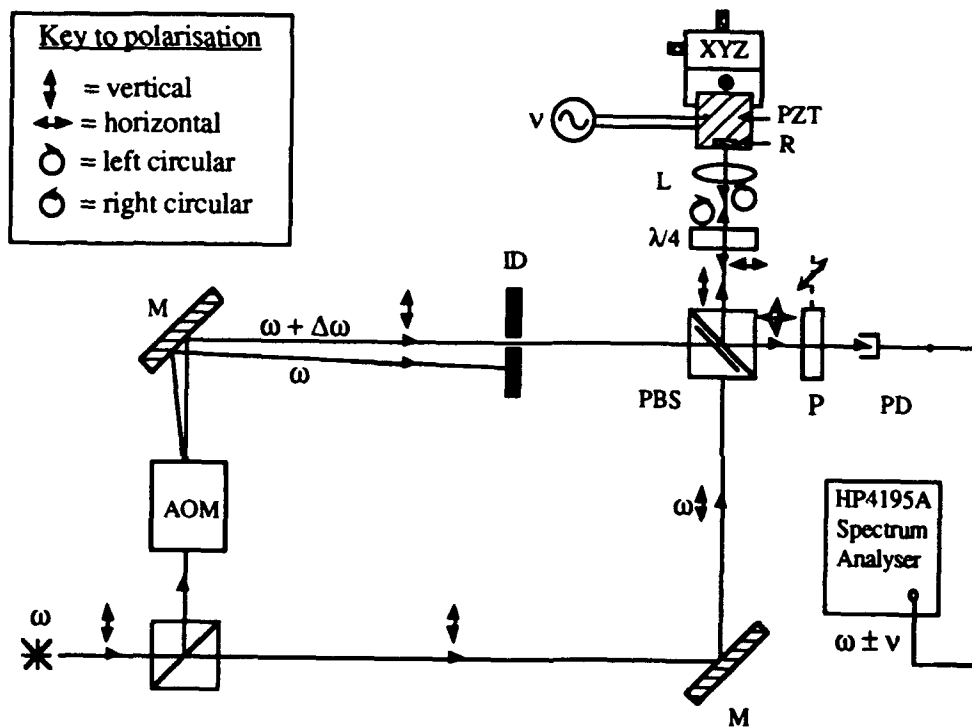 Key to polarisation
= vertical
= horizontal
= left circular
= right circular
XYZ
ν
PZT
R
L
λ/4
ID
M
ω + Δω
ω
PBS
P
PD
AOM
ω
HP4195A
Spectrum
Analyser
ω
ω ± ν
M